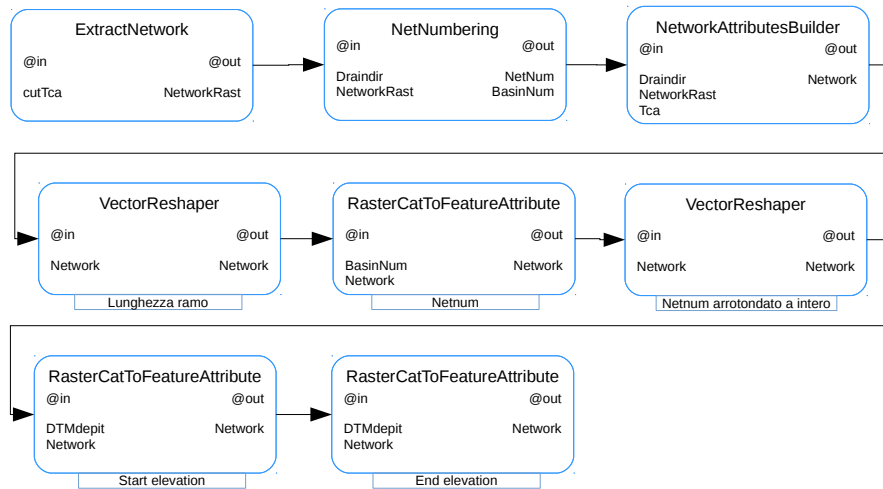 ExtractNetwork
@in @out
cutTca NetworkRast
NetNumbering
@in @out
Draindir NetNum
NetworkRast BasinNum
NetworkAttributesBuilder
@in @out
Draindir Network
NetworkRast
Tca
VectorReshaper
@in @out
Network Network
Lunghezza ramo
RasterCatToFeatureAttribute
@in @out
BasinNum Network
Network
Netnum
VectorReshaper
@in @out
Network Network
Netnum arrotondato a intero
RasterCatToFeatureAttribute
@in @out
DTMdepit Network
Network
Start elevation
RasterCatToFeatureAttribute
@in @out
DTMdepit Network
Network
End elevation